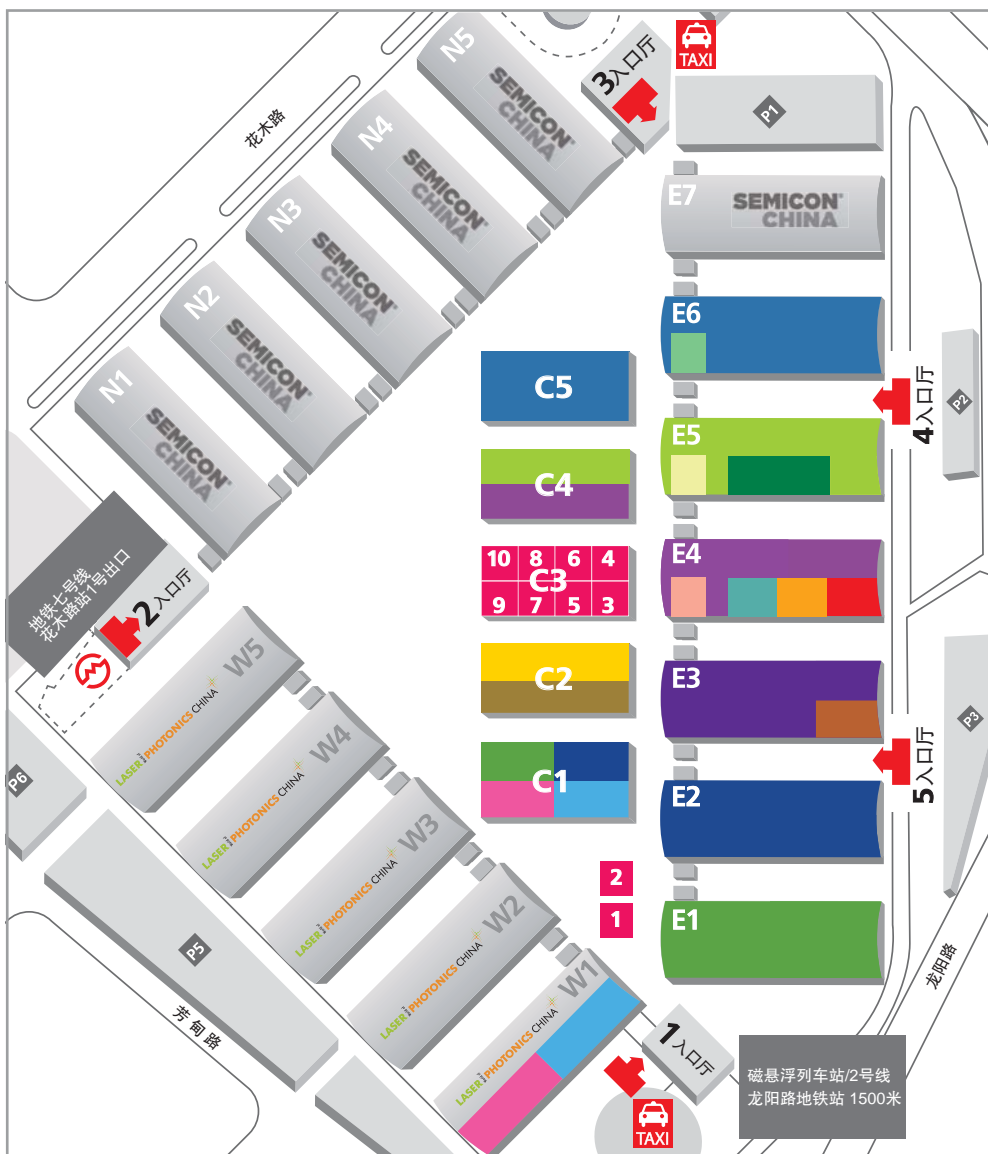 N5
SEMICON®
CHINA
3入口厅
TAXI
P1
花木路
N4
SEMICON®
CHINA
E7
SEMICON®
CHINA
N3
SEMICON®
CHINA
N2
SEMICON®
CHINA
E6
N1
SEMICON®
CHINA
C5
4入口厅
P2
E5
C4
地铁七号线
花木路站1号出口
2入口厅
10 8 6 4
C3
9 7 5 3
E4
W5
LASER PHOTONICS CHINA
C2
E3
5入口厅
P3
P6
W4
LASER PHOTONICS CHINA
C1
E2
W3
LASER PHOTONICS CHINA
2
1
E1
W2
LASER PHOTONICS CHINA
P5
龙阳路
芳甸路
W1
LASER PHOTONICS CHINA
1入口厅
TAXI
磁悬浮列车站/2号线
龙阳路地铁站 1500米